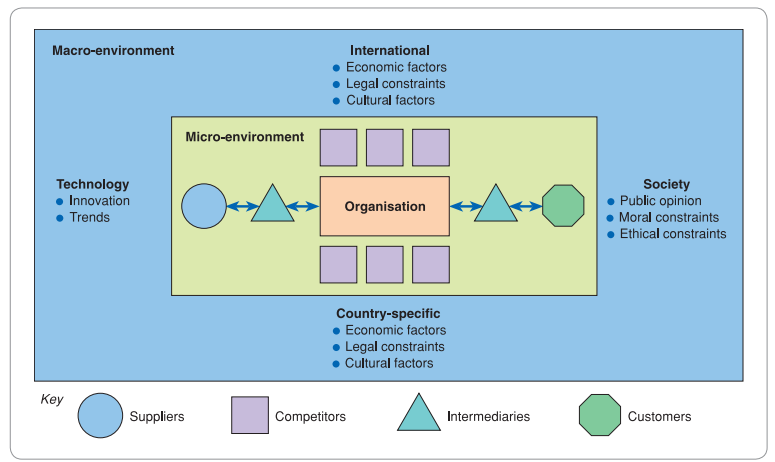 Macro-environment
International
Economic factors
Legal constraints
Cultural factors
Micro-environment
Technology
Innovation
Trends
Organisation
Society
Public opinion
Moral constraints
Ethical constraints
Country-specific
Economic factors
Legal constraints
Cultural factors
Key
Suppliers
Competitors
Intermediaries
Customers